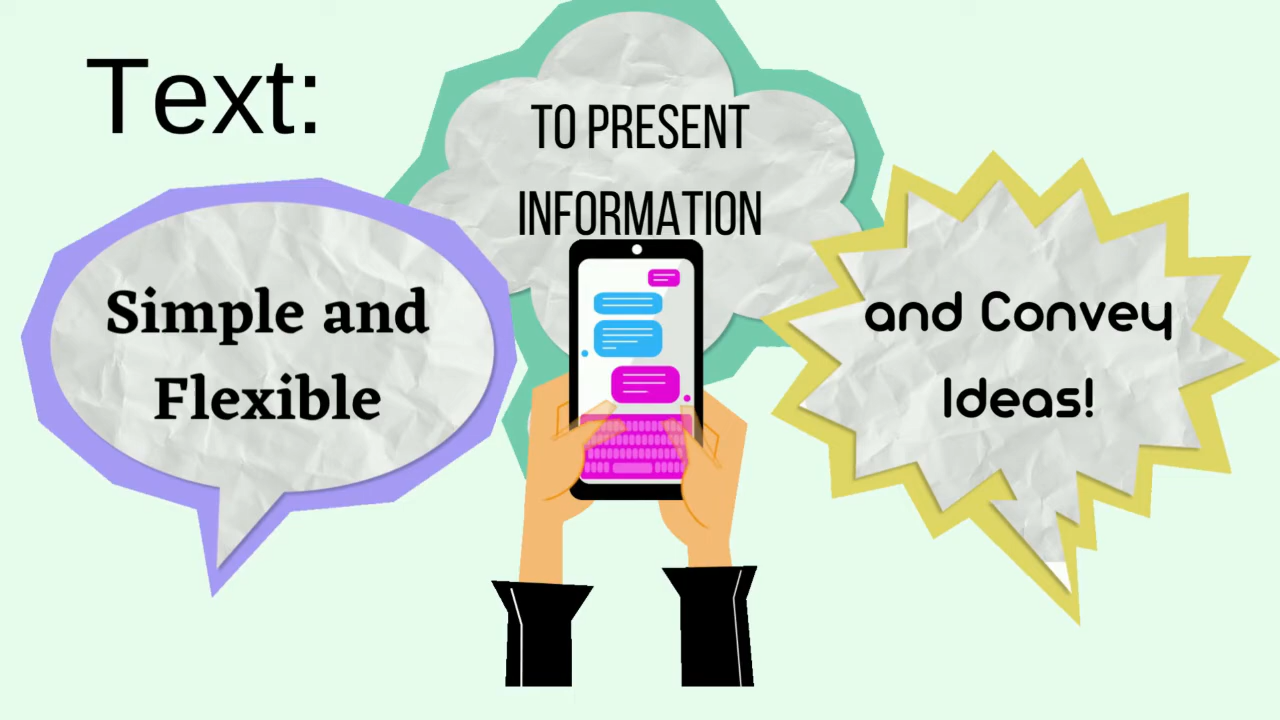 Text:
Simple and
Flexible
TO PRESENT
INFORMATION
and Convey
Ideas!